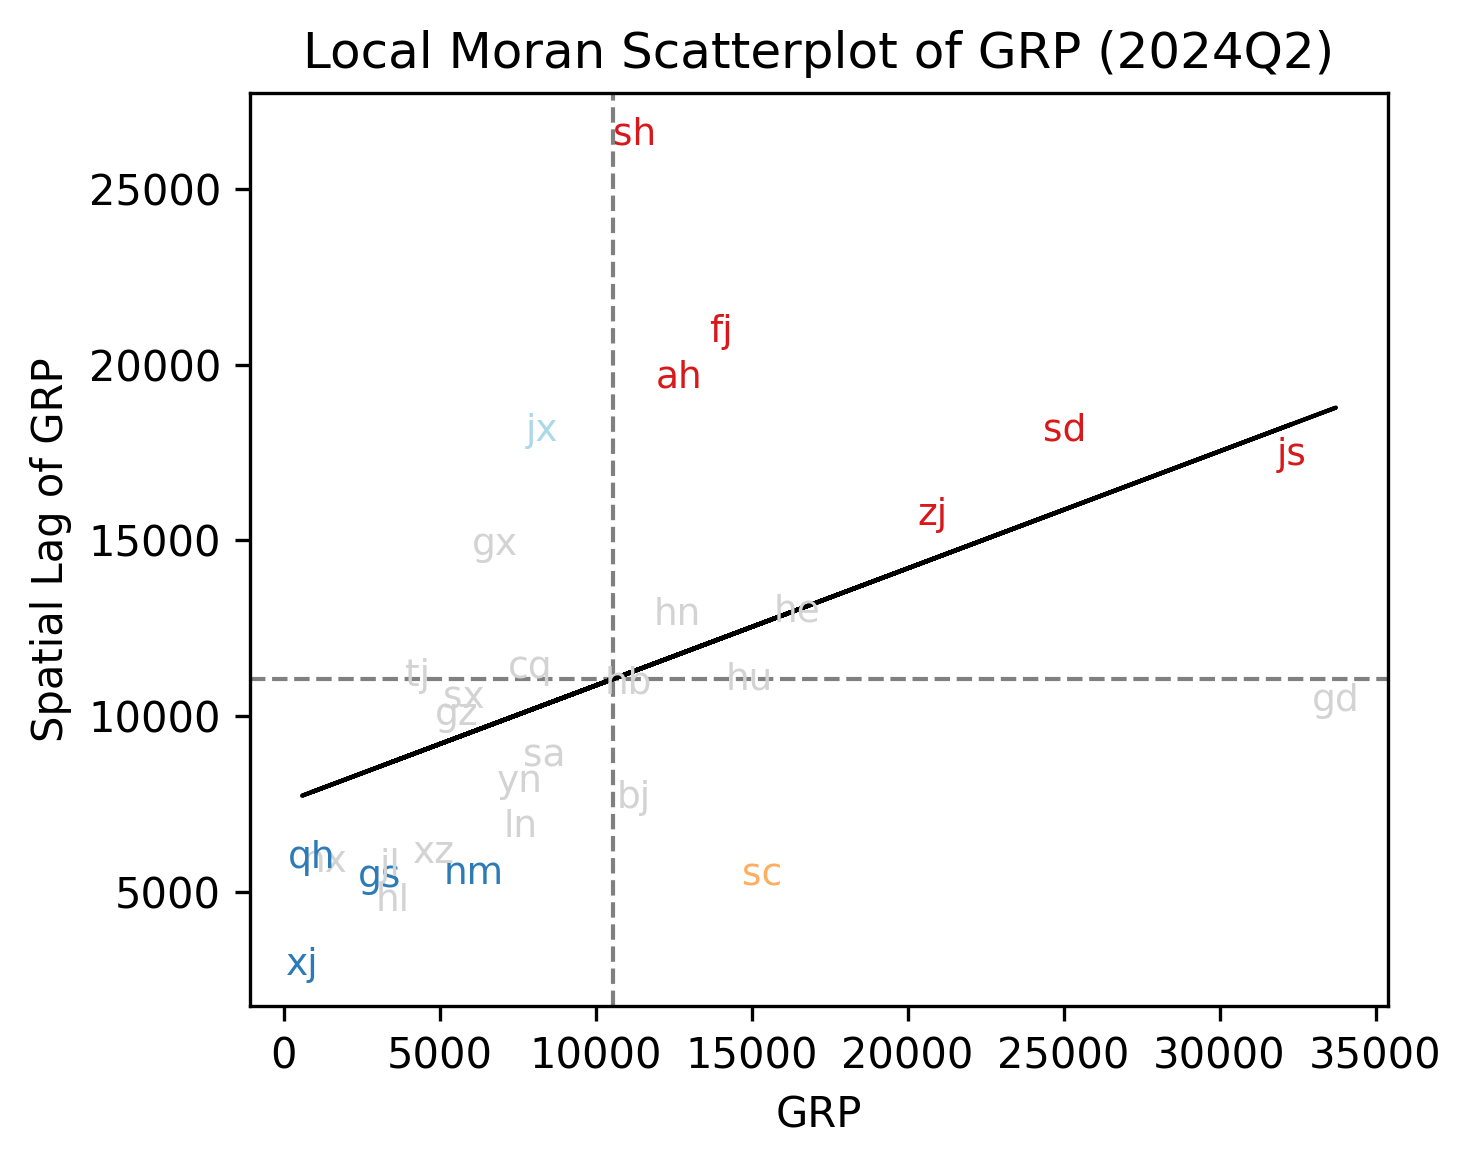 Local Moran Scatterplot of GRP (2024Q2)
Spatial Lag of GRP
25000
20000
15000
10000
5000
sh
fj
ah
jx
sd
js
zj
gx
hn
he
tj
cq
hb
hu
sx
gd
gz
sa
yn
bj
ln
qh
nx
jl
xz
gs
nm
sc
hl
xj
0 5000 10000 15000 20000 25000 30000 35000
GRP